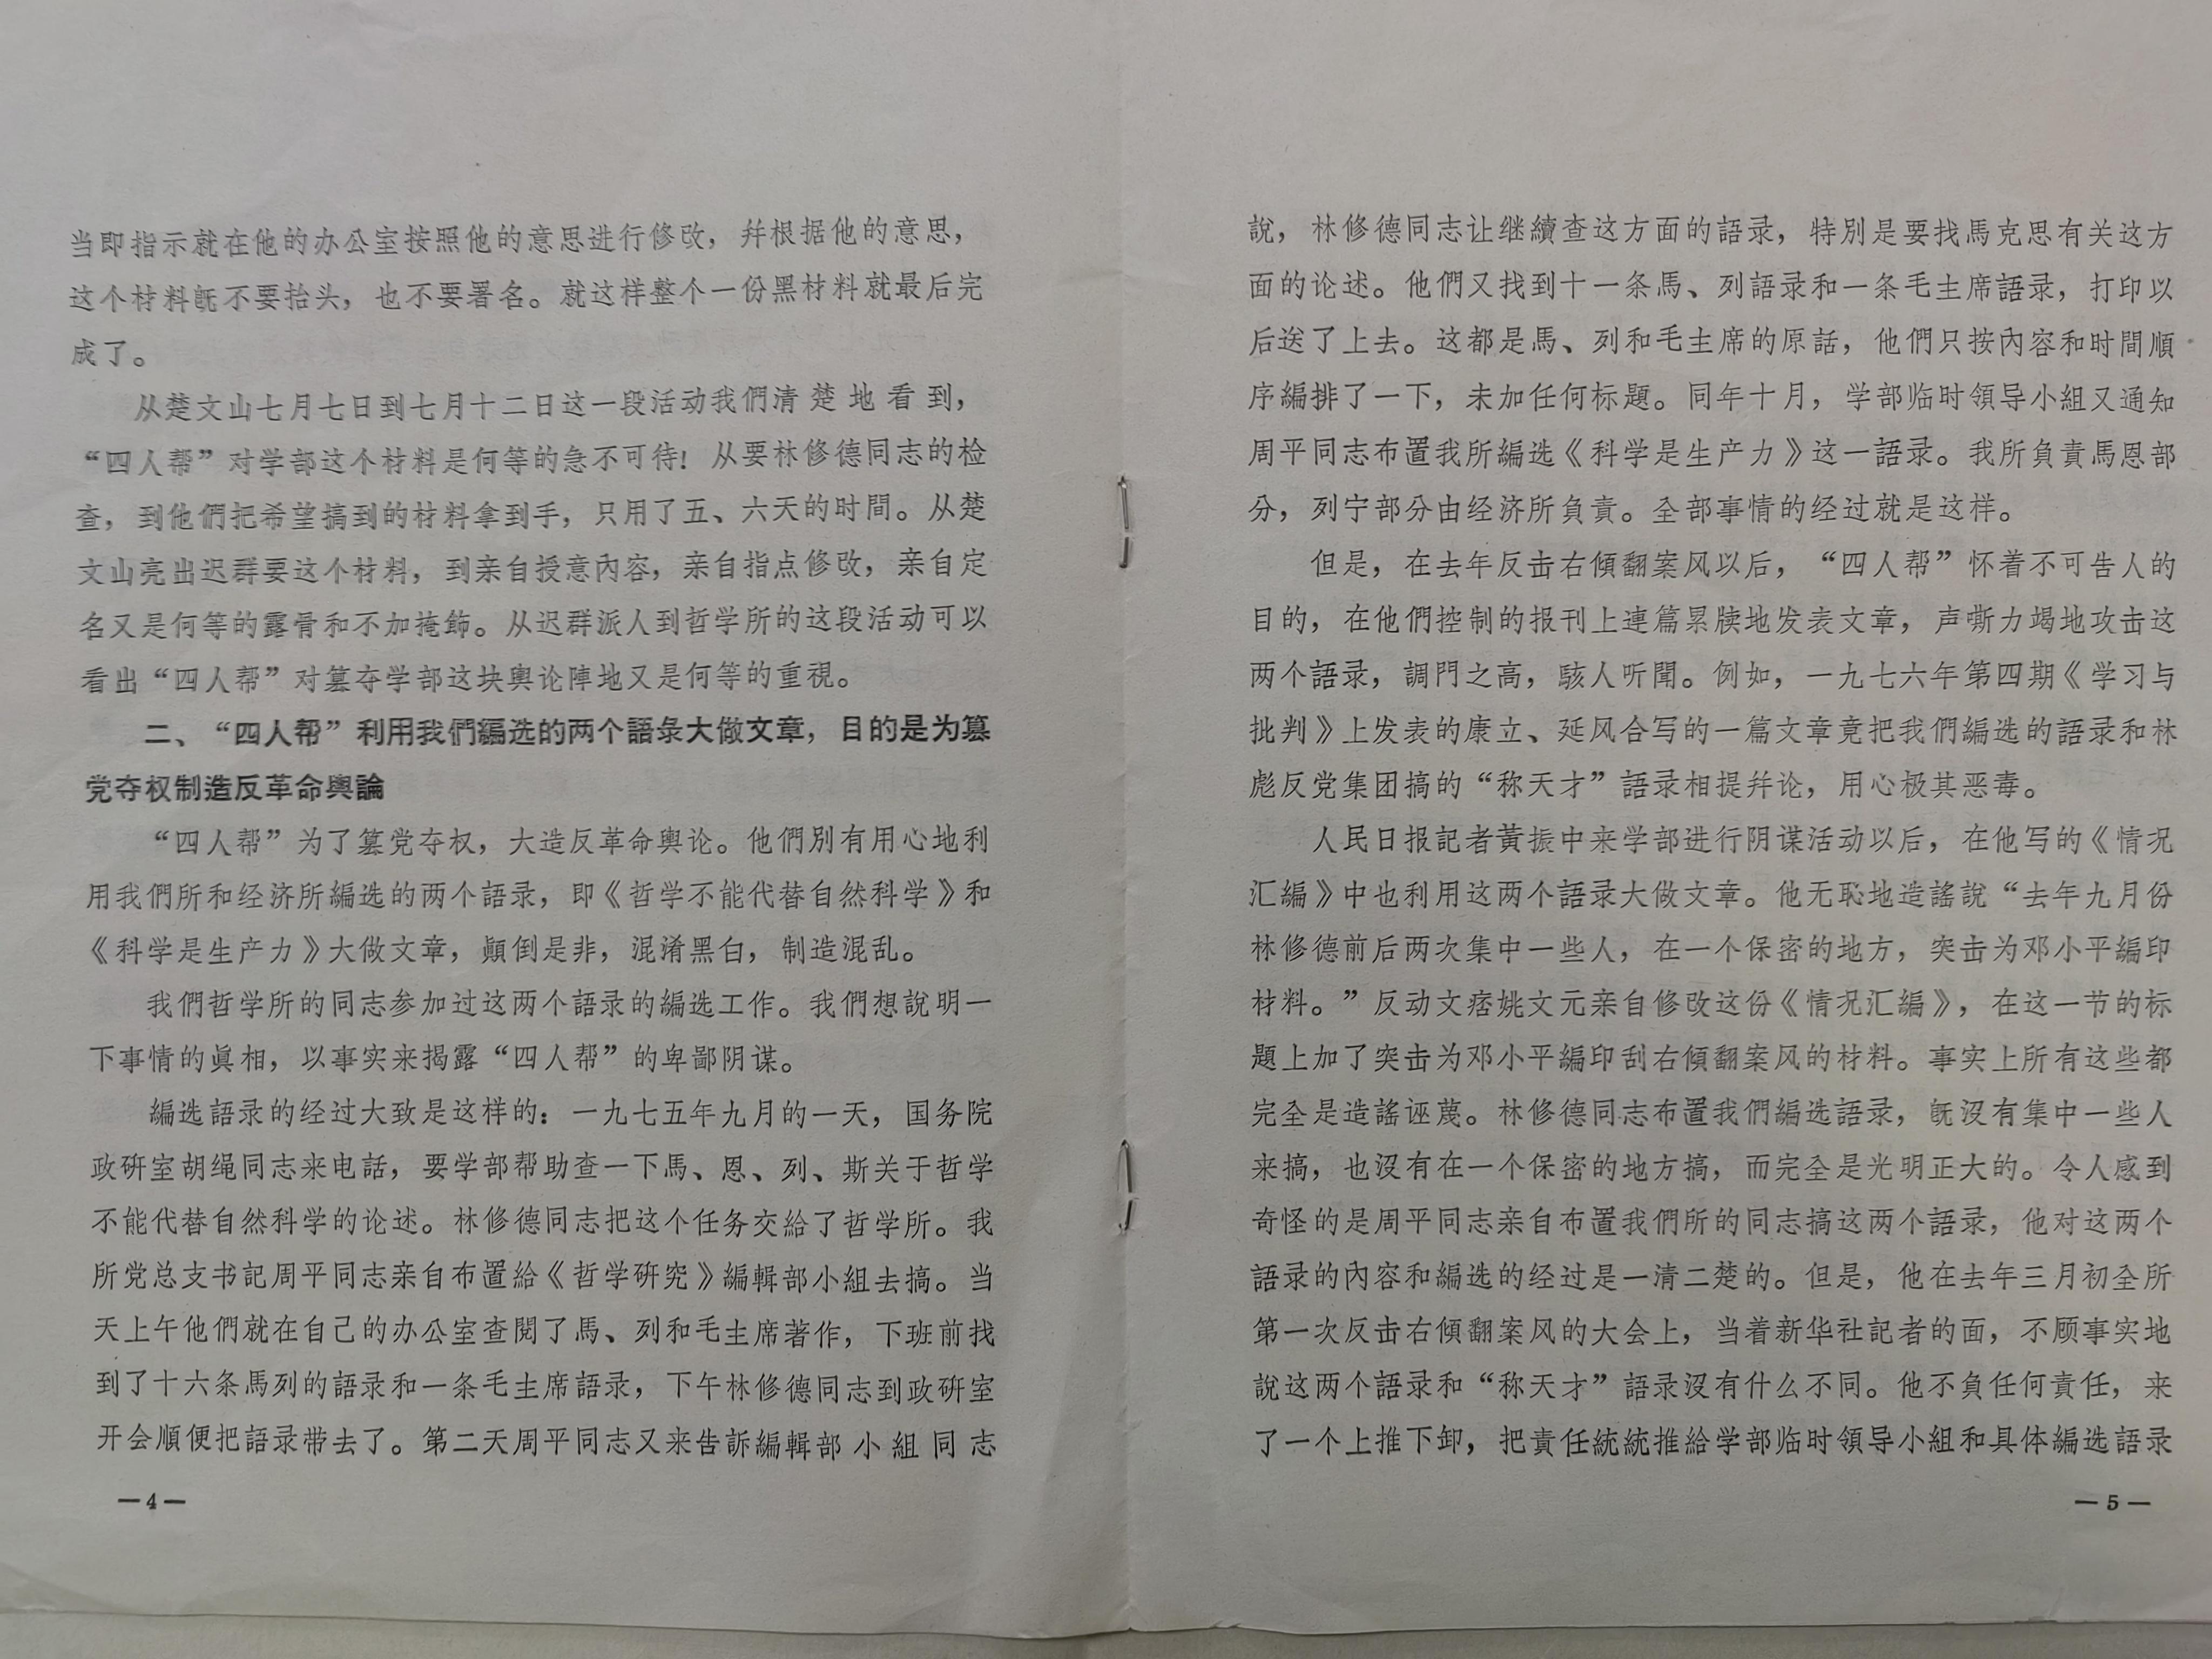 当即指示就在他的办公室按照他的意思进行修改，幷根据他的意思，
这个材料旣不要抬头，也不要署名。就这样整个一份黑材料就最后完
成了。
从楚文山七月七日到七月十二日这一段活动我們清楚地看到，
“四人帮”对学部这个材料是何等的急不可待！从要林修德同志的检
查，到他們把希望搞到的材料拿到手，只用了五、六天的时間。从楚
文山亮出迟群要这个材料，到亲自授意內容，亲自指点修改，亲自定
名又是何等的露骨和不加掩飾。从迟群派人到哲学所的这段活动可以
看出“四人帮”对篡夺学部这块舆论陣地又是何等的重視。
二、“四人帮”利用我們編选的两个語彔大做文章，目的是为篡
党夺权制造反革命輿論
“四人帮”为了篡党夺权，大造反革命舆论。他們別有用心地利
用我們所和经济所編选的两个語录，即《哲学不能代替自然科学》和
《科学是生产力》大做文章，顚倒是非，混淆黑白，制造混乱。
我們哲学所的同志参加过这两个語录的編选工作。我們想說明一
下事情的眞相，以事实来揭露“四人帮”的卑鄙阴谋。
編选語录的经过大致是这样的：一九七五年九月的一天，国务院
政硏室胡绳同志来电話，要学部帮助查一下馬、恩、列、斯关于哲学
不能代替自然科学的论述。林修德同志把这个任务交給了哲学所。我
所党总支书記周平同志亲自布置給《哲学硏究》編輯部小組去搞。当
天上午他們就在自己的办公室查閱了馬、列和毛主席著作，下班前找
到了十六条馬列的語录和一条毛主席語录，下午林修德同志到政硏室
开会順便把語录带去了。第二天周平同志又来告訴編輯部小組同志
—4—
說，林修德同志让继續查这方面的語录，特別是要找馬克思有关这方
面的论述。他們又找到十一条馬、列語录和一条毛主席語录，打印以
后送了上去。这都是馬、列和毛主席的原話，他們只按內容和时間順
序編排了一下，未加任何标題。同年十月，学部临时領导小組又通知
周平同志布置我所編选《科学是生产力》这一語录。我所負責馬恩部
分，列宁部分由经济所負責。全部事情的经过就是这样。
但是，在去年反击右傾翻案风以后，“四人帮”怀着不可告人的
目的，在他們控制的报刊上連篇累牍地发表文章，声嘶力竭地攻击这
两个語录，調門之高，駭人听聞。例如，一九七六年第四期《学习与
批判》上发表的康立、延风合写的一篇文章竟把我們編选的語录和林
彪反党集团搞的“称天才”語录相提幷论，用心极其恶毒。
人民日报記者黃振中来学部进行阴谋活动以后，在他写的《情况
汇編》中也利用这两个語录大做文章。他无恥地造謠說“去年九月份
林修德前后两次集中一些人，在一个保密的地方，突击为邓小平編印
材料。”反动文痞姚文元亲自修改这份《情况汇編》，在这一节的标
題上加了突击为邓小平編印刮右傾翻案风的材料。事实上所有这些都
完全是造謠诬蔑。林修德同志布置我們編选語录，旣沒有集中一些人
来搞，也沒有在一个保密的地方搞，而完全是光明正大的。令人感到
奇怪的是周平同志亲自布置我們所的同志搞这两个語录，他对这两个
語录的內容和編选的经过是一清二楚的。但是，他在去年三月初全所
第一次反击右傾翻案风的大会上，当着新华社記者的面，不顾事实地
說这两个語录和“称天才”語录沒有什么不同。他不負任何責任，来
了一个上推下卸，把責任統統推給学部临时領导小組和具体編选語录
—5—